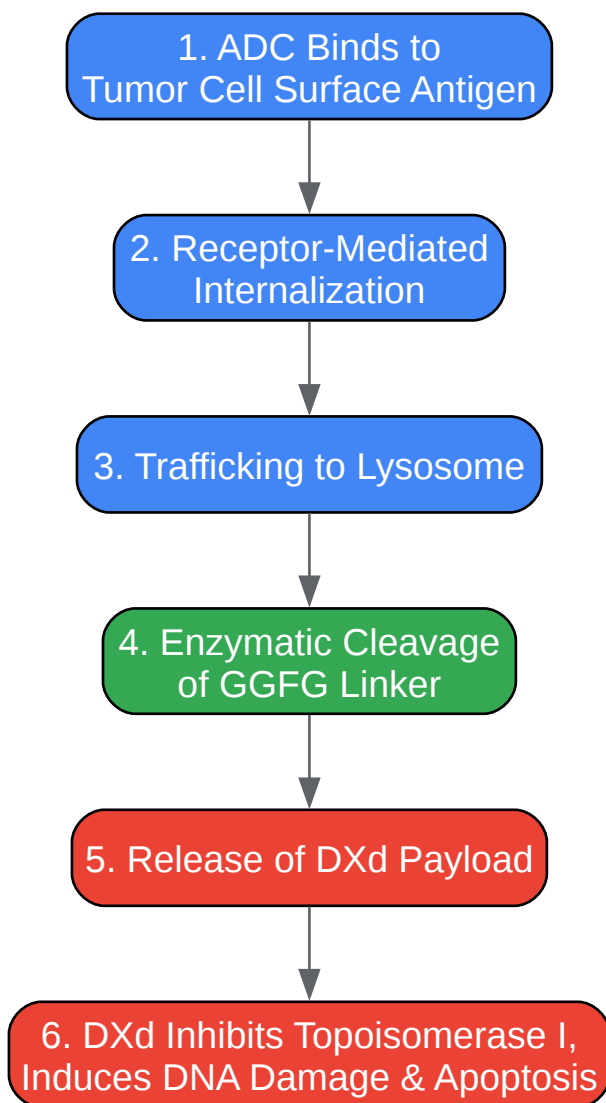 1. ADC Binds to
Tumor Cell Surface Antigen
2. Receptor-Mediated
Internalization
3. Trafficking to Lysosome
4. Enzymatic Cleavage
of GGFG Linker
5. Release of DXd Payload
6. DXd Inhibits Topoisomerase I,
Induces DNA Damage & Apoptosis